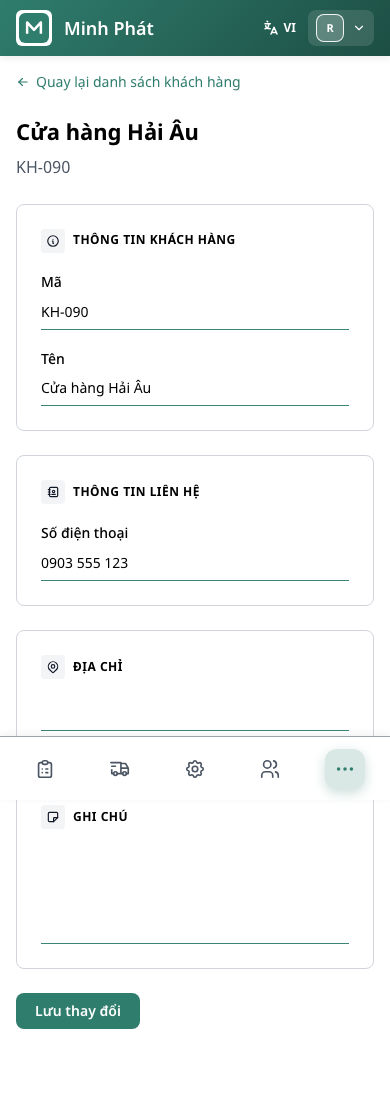 Minh Phát
VI
R
Quay lại danh sách khách hàng
Cửa hàng Hải Âu
KH-090
THÔNG TIN KHÁCH HÀNG
Mã
KH-090
Tên
Cửa hàng Hải Âu
THÔNG TIN LIÊN HỆ
Số điện thoại
0903 555 123
ĐỊA CHỈ
GHI CHÚ
Lưu thay đổi